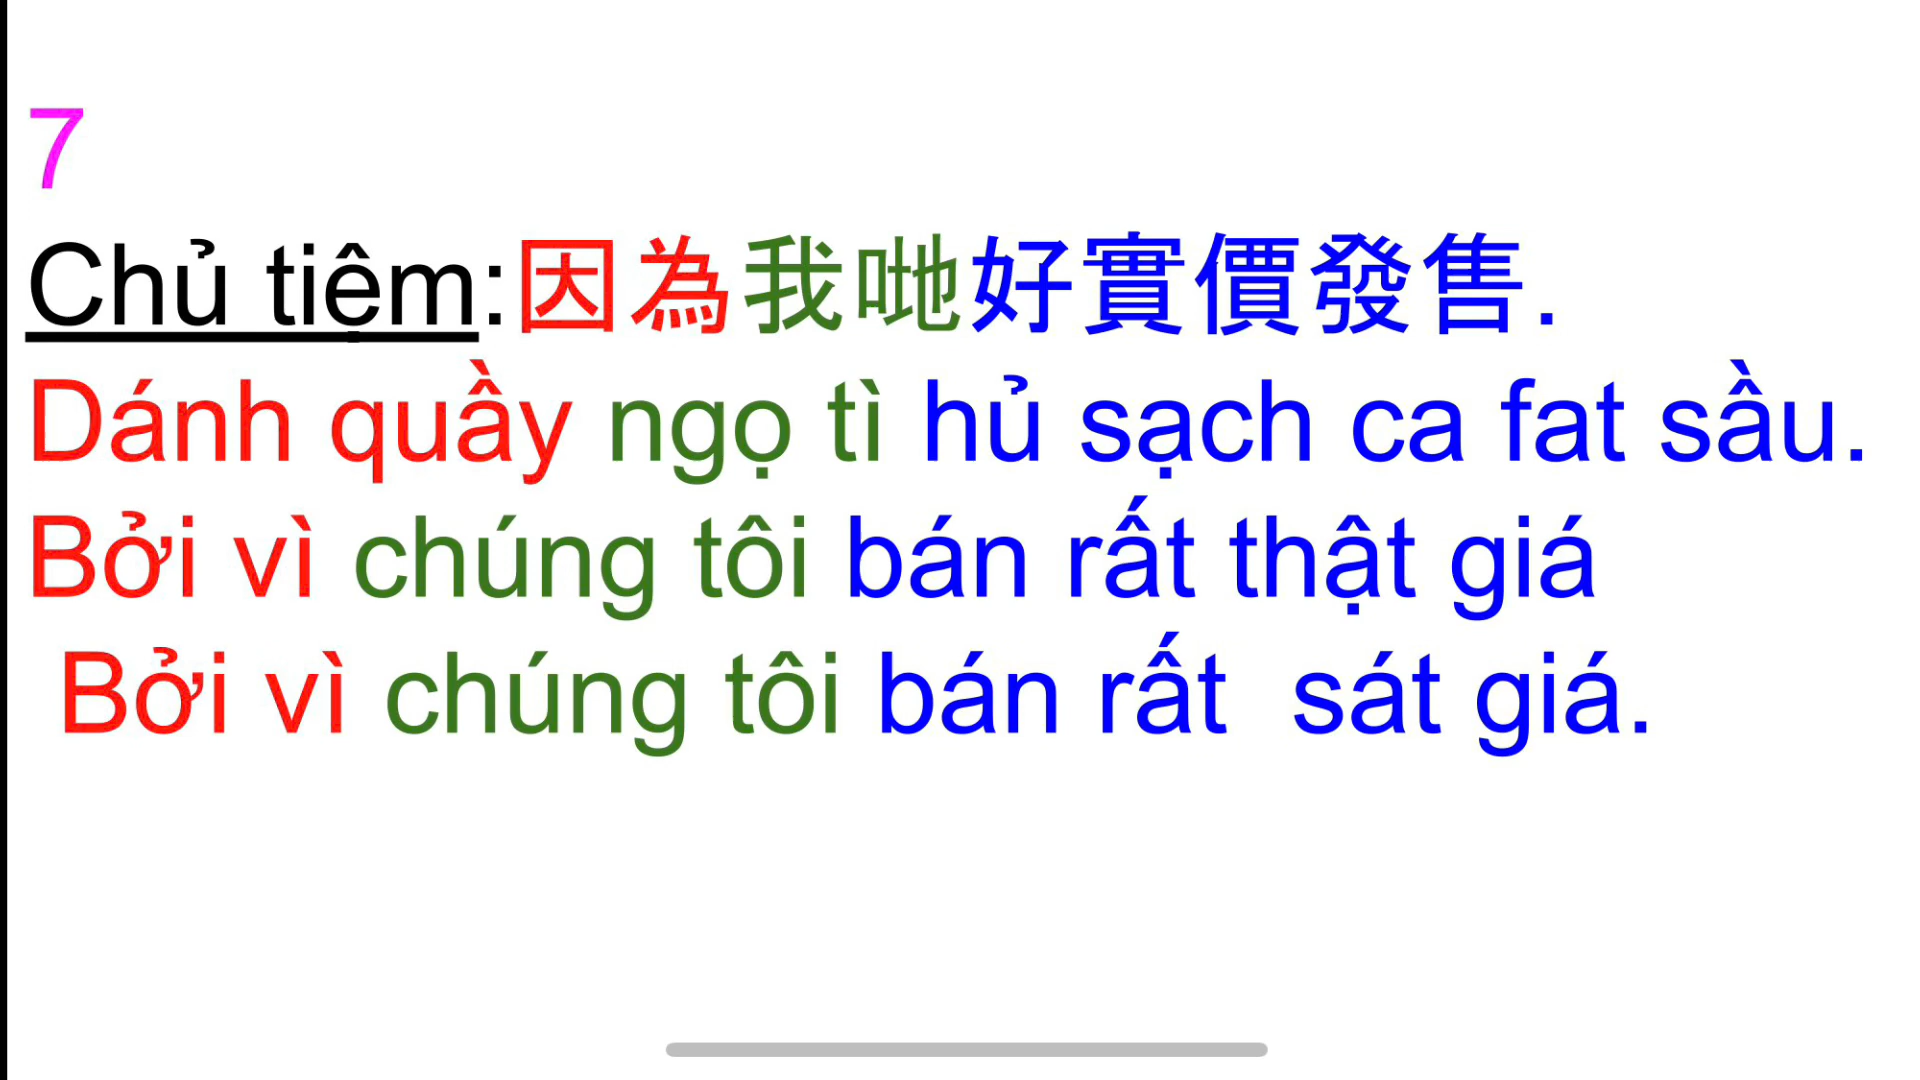 7
Chủ tiệm:因為我哋好實價發售.
Dánh quầy ngọ tì hủ sạch ca fat sầu.
Bởi vì chúng tôi bán rất thật giá
Bởi vì chúng tôi bán rất sát giá.